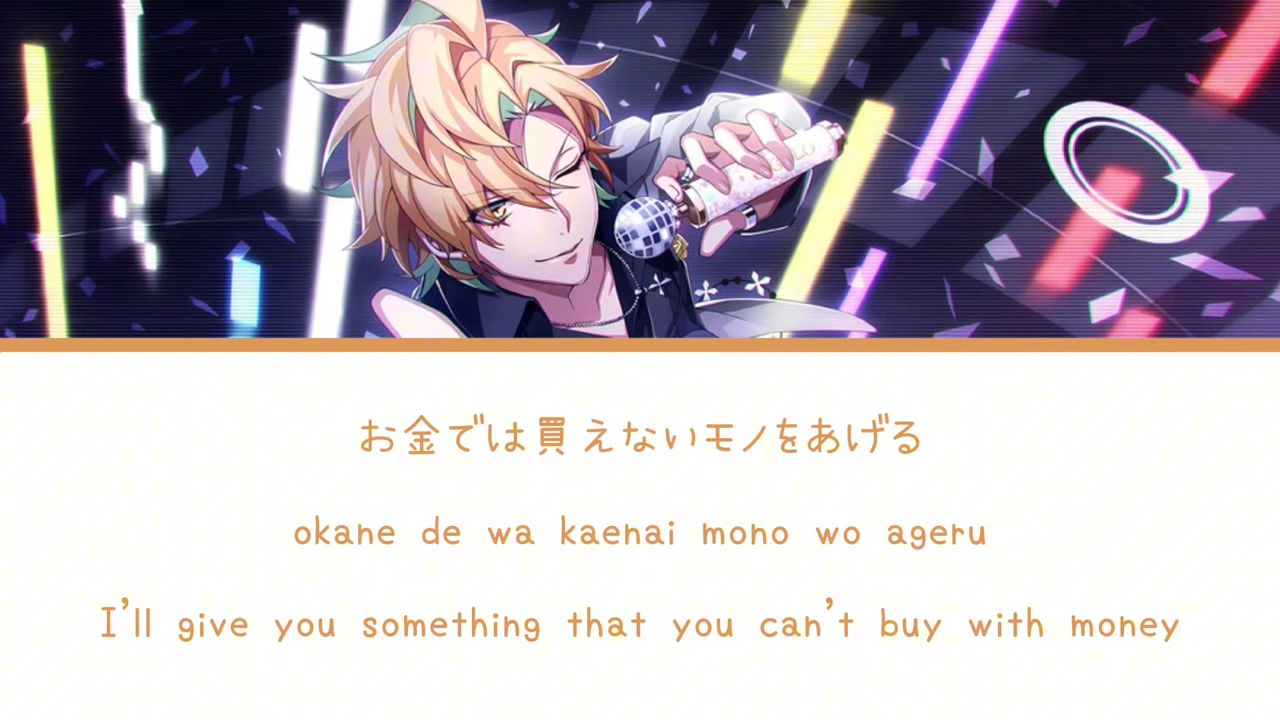 お金では買えないモノをあげる
okane de wa kaenai mono wo ageru
I'll give you something that you can't buy with money